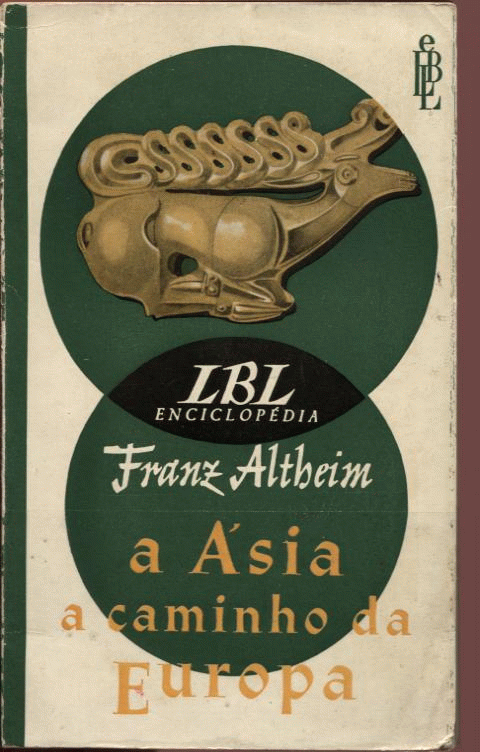 eLBL
LBL
ENCICLOPÉDIA
Franz Altheim
a Ásia
a caminho da
Europa